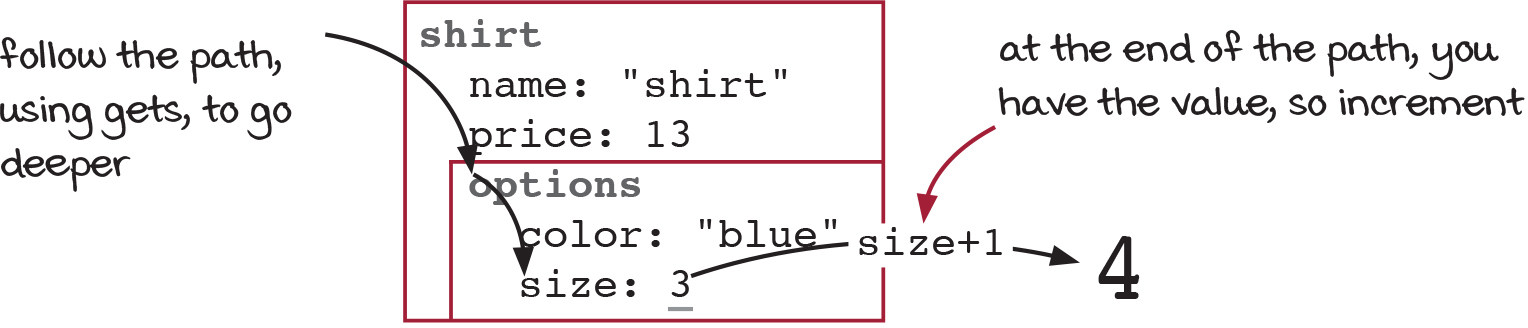 follow the path,
using gets, to go
deeper
shirt
name: "shirt"
price: 13
options
color: "blue"
size: 3
size+1
4
at the end of the path, you
have the value, so increment